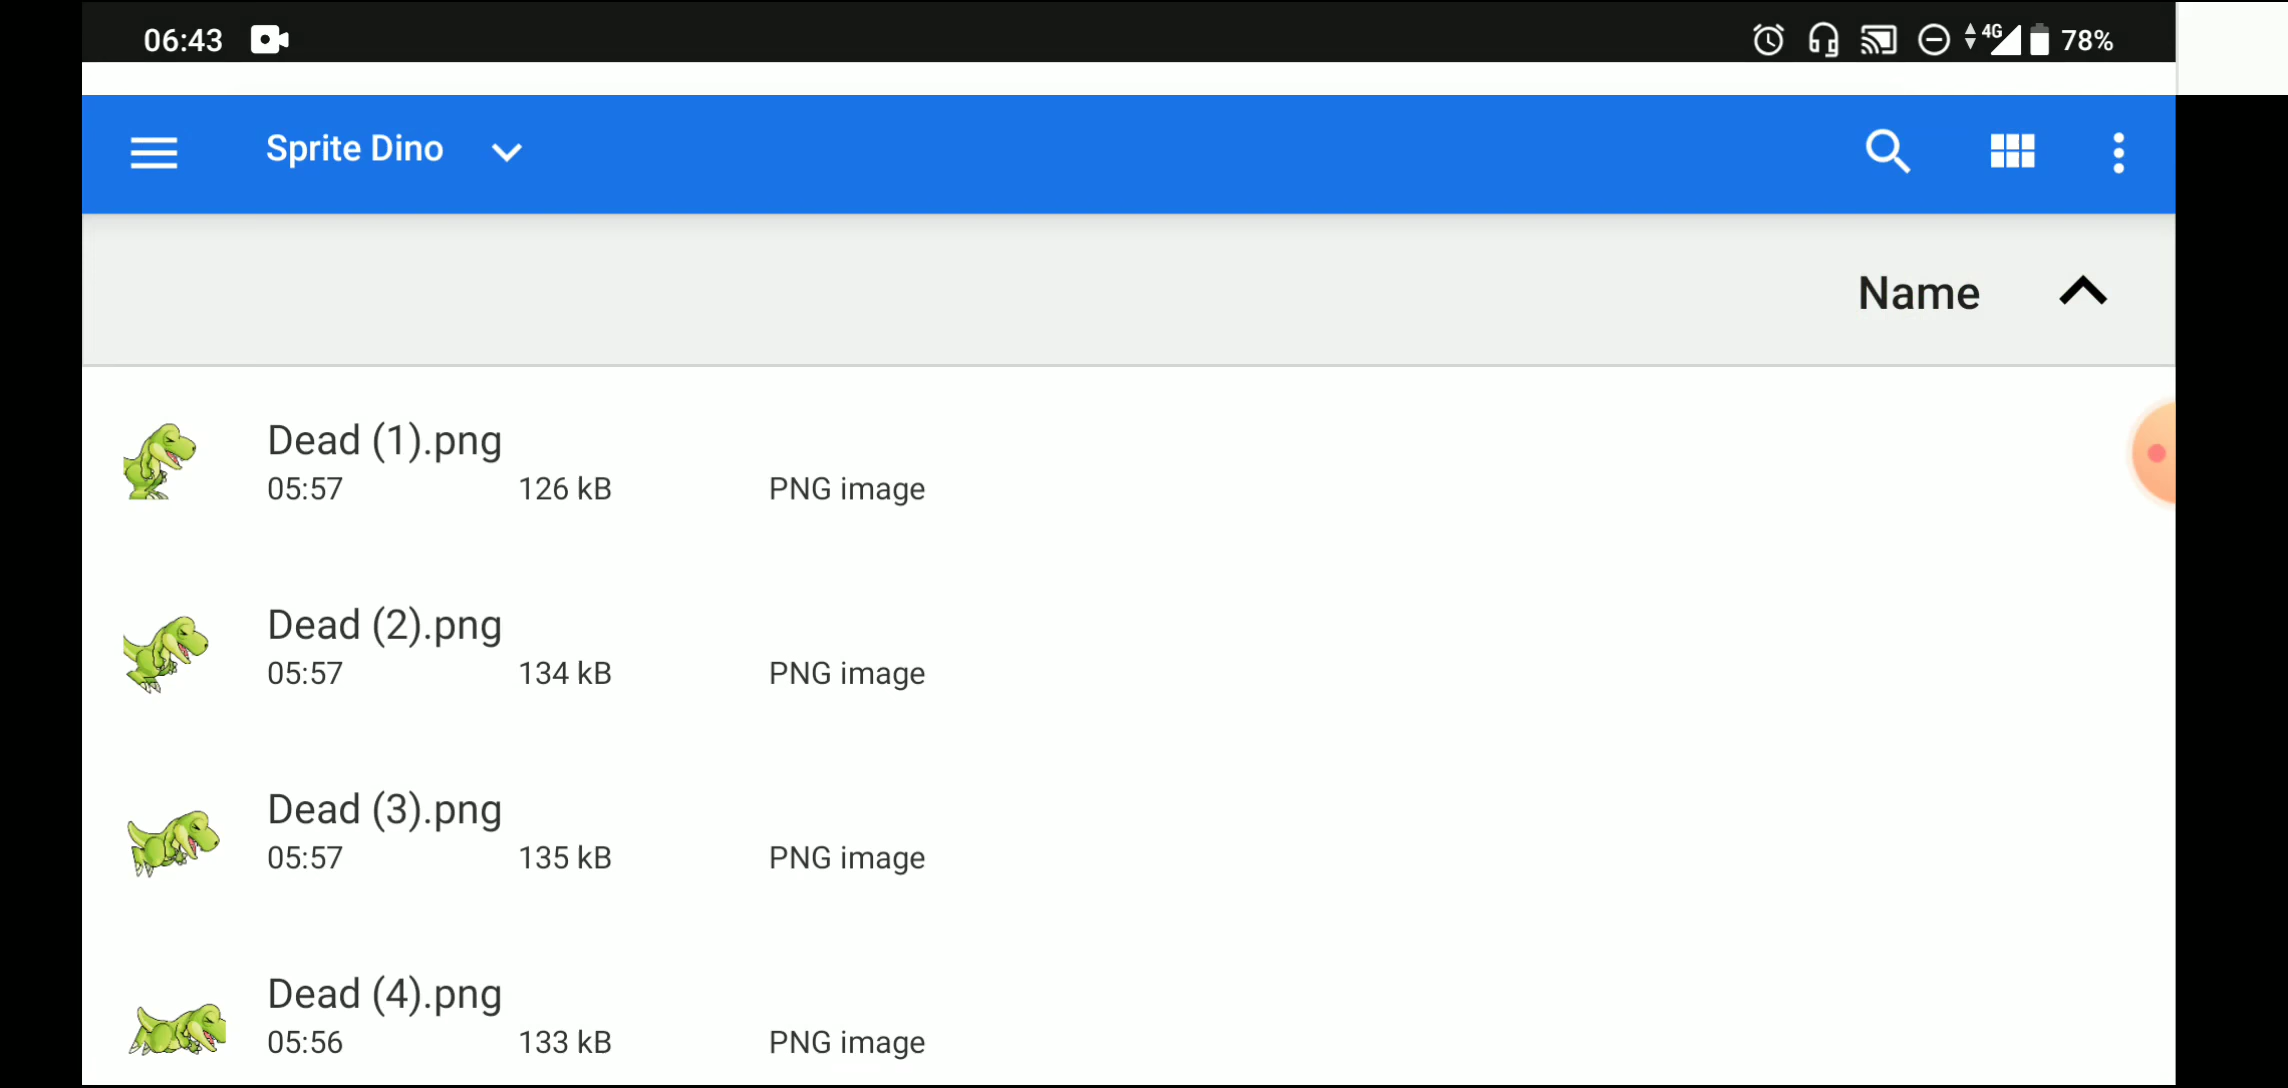 06:43 4G 78%
Sprite Dino
Name
Dead (1).png
05:57 126 kB PNG image
Dead (2).png
05:57 134 kB PNG image
Dead (3).png
05:57 135 kB PNG image
Dead (4).png
05:56 133 kB PNG image